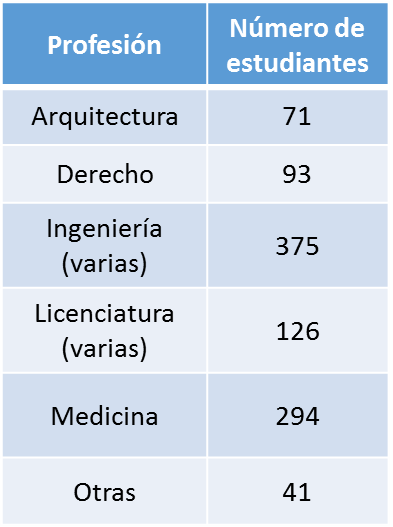 Profesión
Número de
estudiantes
Arquitectura 71
Derecho 93
Ingeniería
(varias) 375
Licenciatura
(varias) 126
Medicina 294
Otras 41